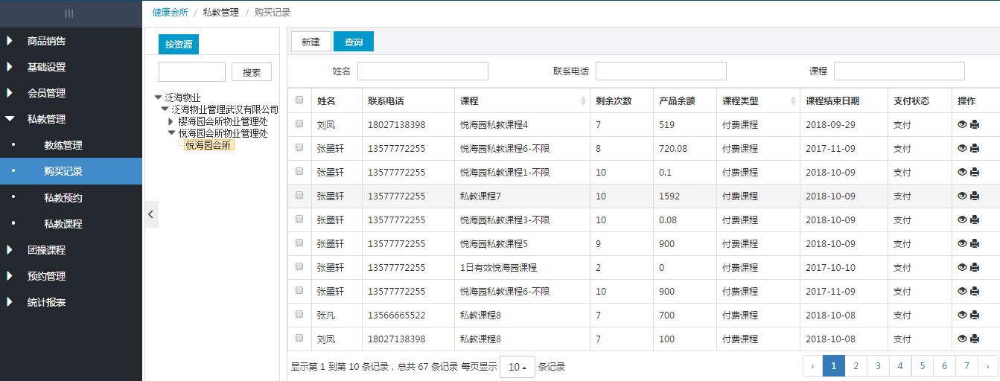 健康会所 / 私教管理 / 购买记录
商品销售
基础设置
会员管理
私教管理
教练管理
购买记录
私教预约
私教课程
团操课程
预约管理
统计报表
按资源
搜索
泛海物业
泛海物业管理武汉有限公司
樱海园会所物业管理处
悦海园会所物业管理处
悦海园会所
新建 查询
姓名 联系电话 课程
姓名 联系电话 课程 剩余次数 产品余额 课程类型 课程结束日期 支付状态 操作
刘凤 18027138398 悦海园私教课程4 7 519 付费课程 2018-09-29 支付
张墨轩 13577772255 悦海园私教课程6-不限 8 720.08 付费课程 2017-11-09 支付
张墨轩 13577772255 悦海园私教课程1-不限 10 0.1 付费课程 2018-10-09 支付
张墨轩 13577772255 私教课程7 10 1592 付费课程 2018-10-09 支付
张墨轩 13577772255 悦海园私教课程3-不限 10 0.08 付费课程 2018-10-09 支付
张墨轩 13577772255 悦海园私教课程5 9 900 付费课程 2018-10-09 支付
张墨轩 13577772255 1日有效悦海园课程 2 0 付费课程 2017-10-10 支付
张墨轩 13577772255 悦海园私教课程6-不限 10 900 付费课程 2017-11-09 支付
张凡 13566665522 私教课程8 7 700 付费课程 2018-10-08 支付
刘凤 18027138398 私教课程8 7 100 付费课程 2018-10-08 支付
显示第 1 到第 10 条记录，总共 67 条记录 每页显示 10 条记录
‹ 1 2 3 4 5 6 7 ›